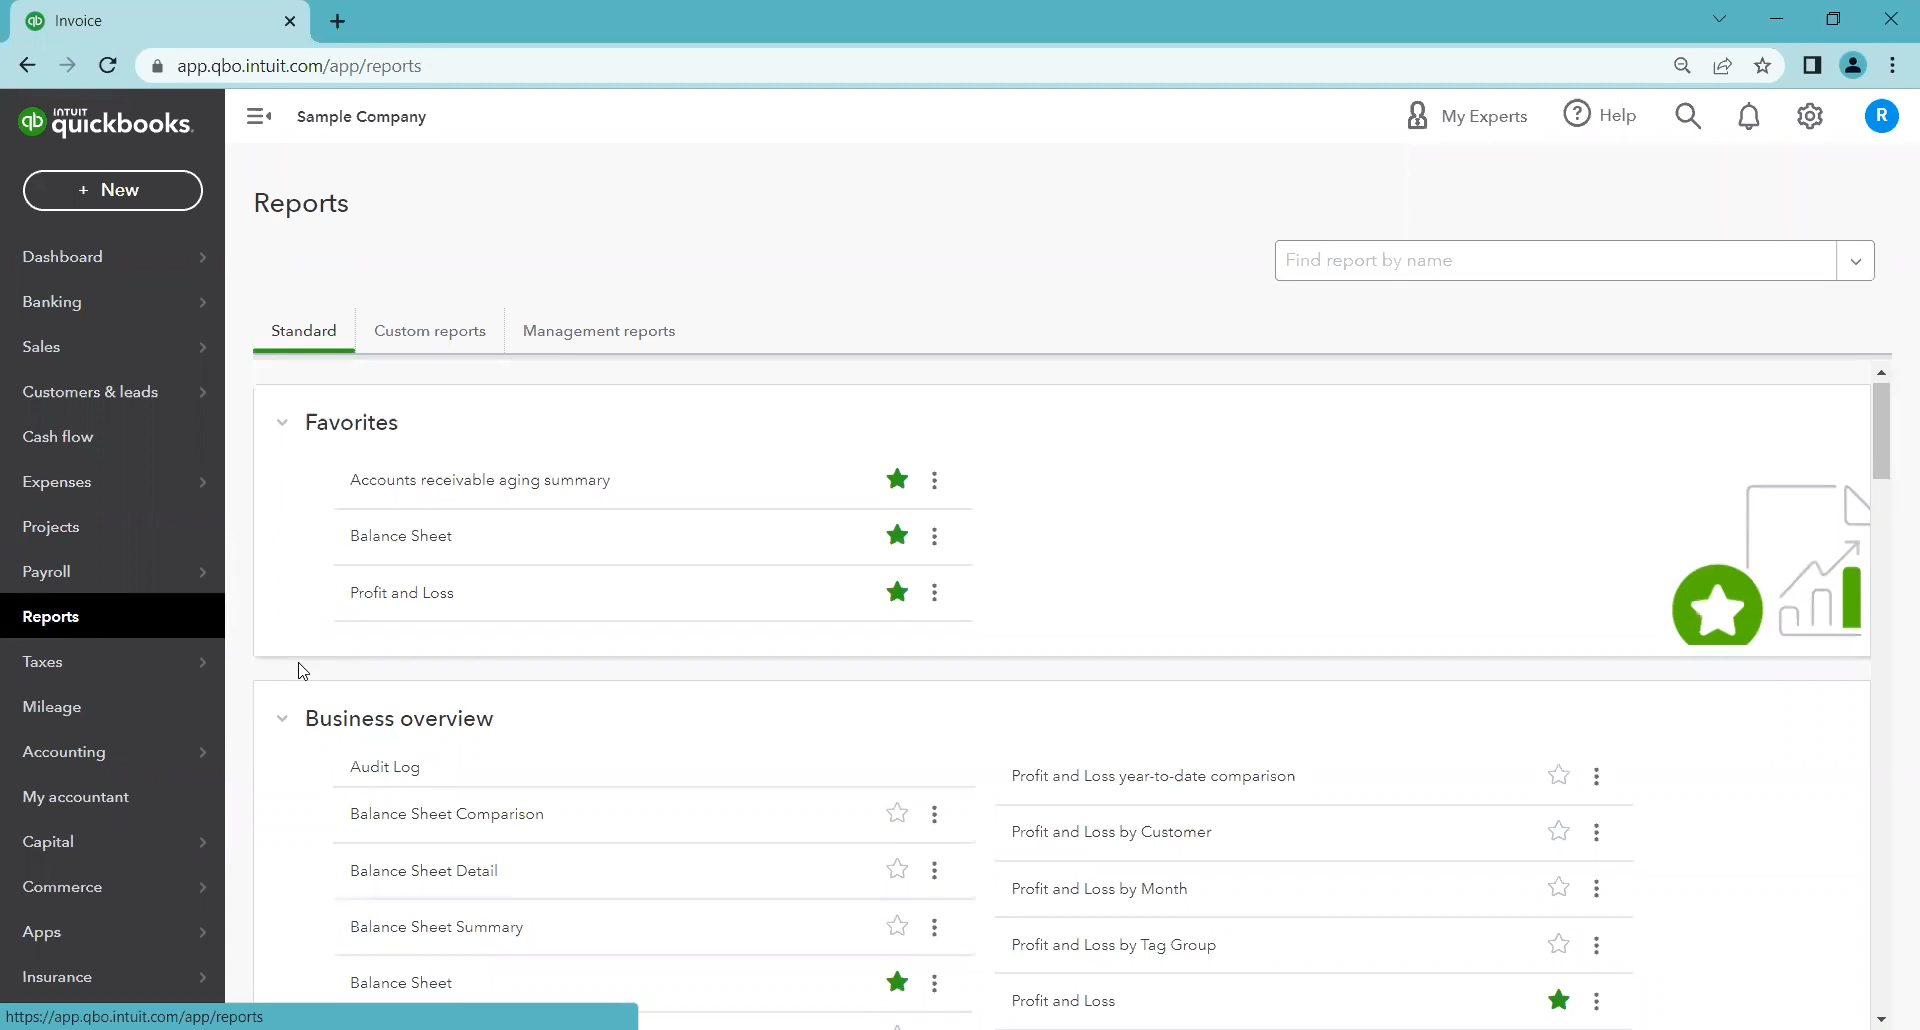 Invoice
app.qbo.intuit.com/app/reports
INTUIT
quickbooks.
Sample Company
My Experts
Help
R
+ New
Dashboard
Banking
Sales
Customers & leads
Cash flow
Expenses
Projects
Payroll
Reports
Taxes
Mileage
Accounting
My accountant
Capital
Commerce
Apps
Insurance
Reports
Find report by name
Standard
Custom reports
Management reports
Favorites
Accounts receivable aging summary
Balance Sheet
Profit and Loss
Business overview
Audit Log
Balance Sheet Comparison
Balance Sheet Detail
Balance Sheet Summary
Balance Sheet
Profit and Loss year-to-date comparison
Profit and Loss by Customer
Profit and Loss by Month
Profit and Loss by Tag Group
Profit and Loss
https://app.qbo.intuit.com/app/reports